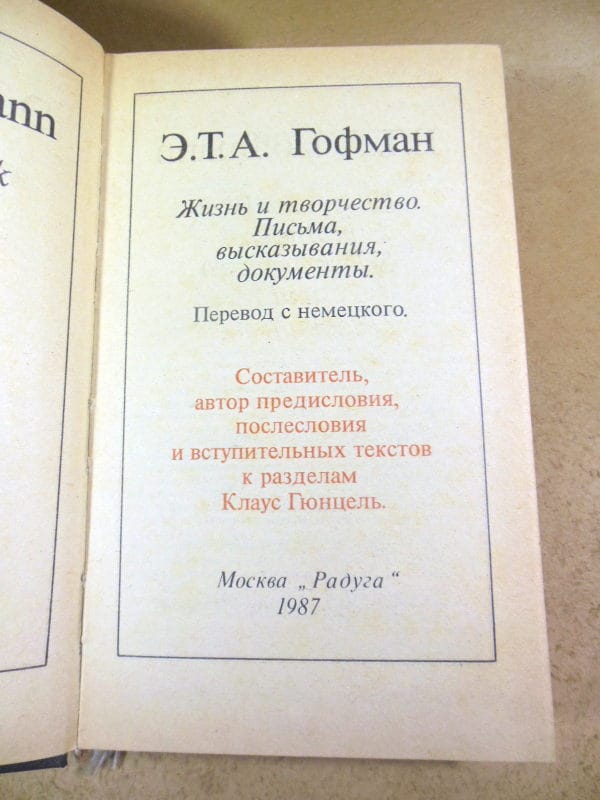 ann
k
Э.Т.А. Гофман
Жизнь и творчество.
Письма,
высказывания,
документы.
Перевод с немецкого.
Составитель,
автор предисловия,
послесловия
и вступительных текстов
к разделам
Клаус Гюнцель.
Москва „Радуга“
1987